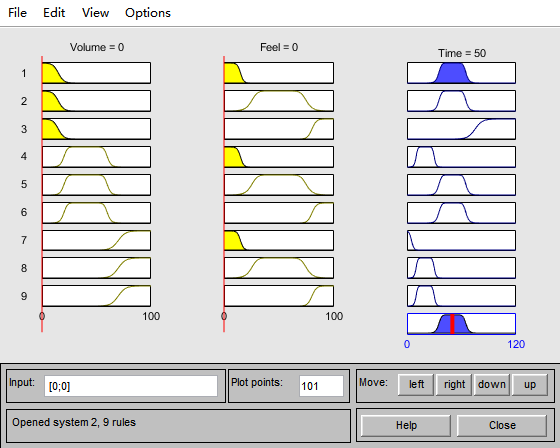 File Edit View Options
Volume = 0 Feel = 0 Time = 50
1
2
3
4
5
6
7
8
9
0 100 0 100
0 120
Input: [0;0] Plot points: 101 Move: left right down up
Opened system 2, 9 rules Help Close